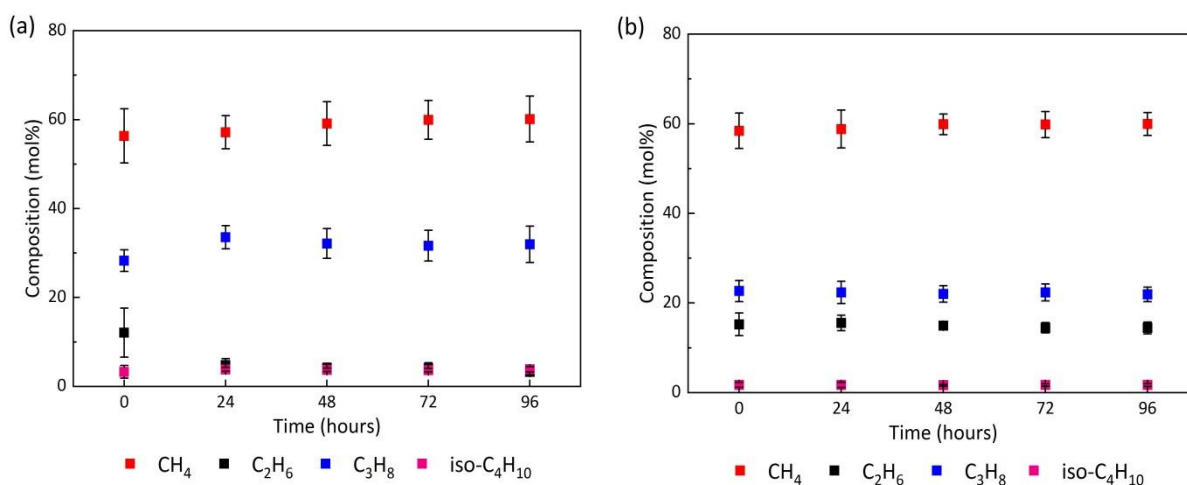 (a)
80
60
40
20
0
Composition (mol%)
0 24 48 72 96
Time (hours)
CH₄ C₂H₆ C₃H₈ iso-C₄H₁₀
(b)
80
60
40
20
0
Composition (mol%)
0 24 48 72 96
Time (hours)
CH₄ C₂H₆ C₃H₈ iso-C₄H₁₀